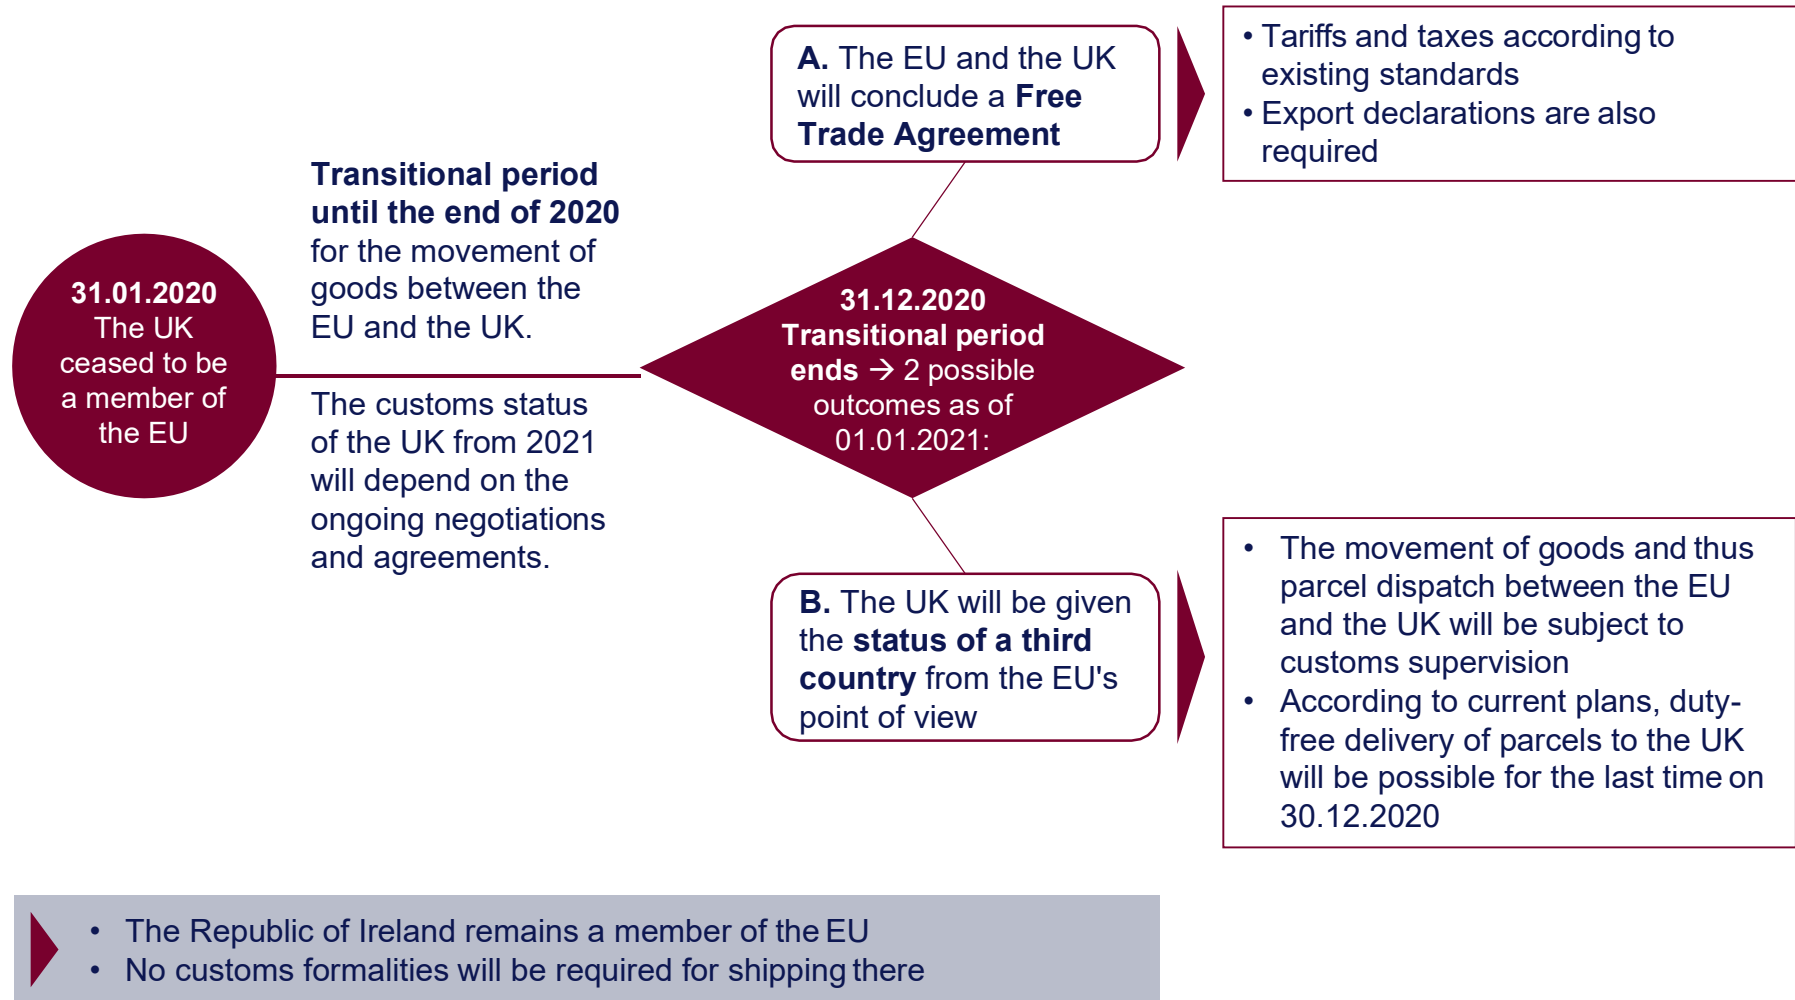 31.01.2020
The UK
ceased to be
a member of
the EU
Transitional period
until the end of 2020
for the movement of
goods between the
EU and the UK.
The customs status
of the UK from 2021
will depend on the
ongoing negotiations
and agreements.
31.12.2020
Transitional period
ends → 2 possible
outcomes as of
01.01.2021:
A. The EU and the UK
will conclude a Free
Trade Agreement
• Tariffs and taxes according to
existing standards
• Export declarations are also
required
B. The UK will be given
the status of a third
country from the EU's
point of view
• The movement of goods and thus
parcel dispatch between the EU
and the UK will be subject to
customs supervision
• According to current plans, duty-
free delivery of parcels to the UK
will be possible for the last time on
30.12.2020
• The Republic of Ireland remains a member of the EU
• No customs formalities will be required for shipping there